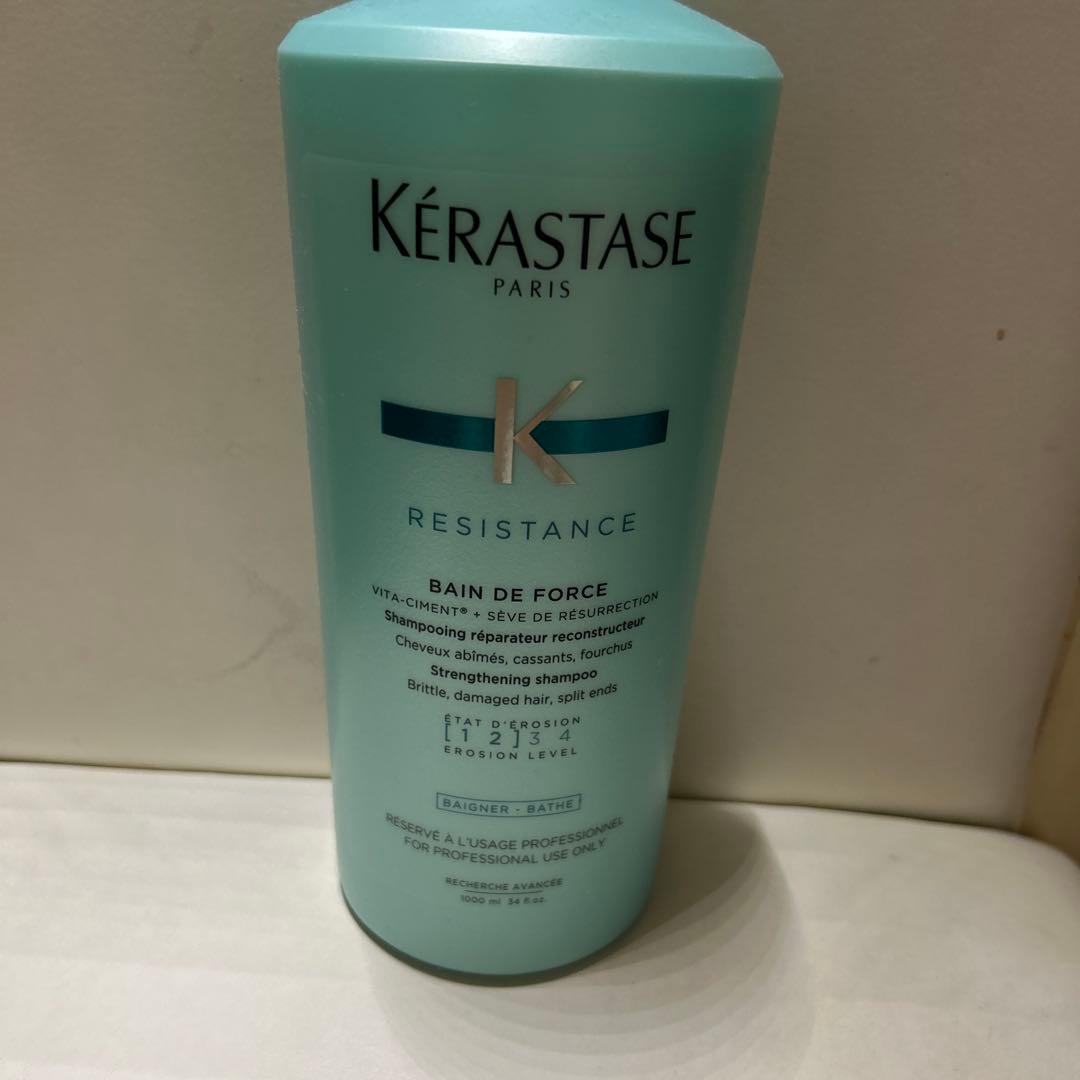 KÉRASTASE
PARIS
K
RESISTANCE
BAIN DE FORCE
VITA-CIMENT® + SÈVE DE RÉSURRECTION
Shampooing réparateur reconstructeur
Cheveux abîmés, cassants, fourchus
Strengthening shampoo
Brittle, damaged hair, split ends
ÉTAT D'ÉROSION
[1 2] 3 4
EROSION LEVEL
BAIGNER - BATHE
RÉSERVÉ À L'USAGE PROFESSIONNEL
FOR PROFESSIONAL USE ONLY
RECHERCHE AVANCÉE
1000 ml 34 fl.oz.